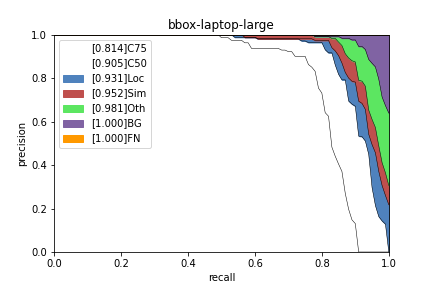 bbox-laptop-large
1.0
0.8
0.6
0.4
0.2
0.0
precision
[0.814]C75
[0.905]C50
[0.931]Loc
[0.952]Sim
[0.981]Oth
[1.000]BG
[1.000]FN
0.0 0.2 0.4 0.6 0.8 1.0
recall